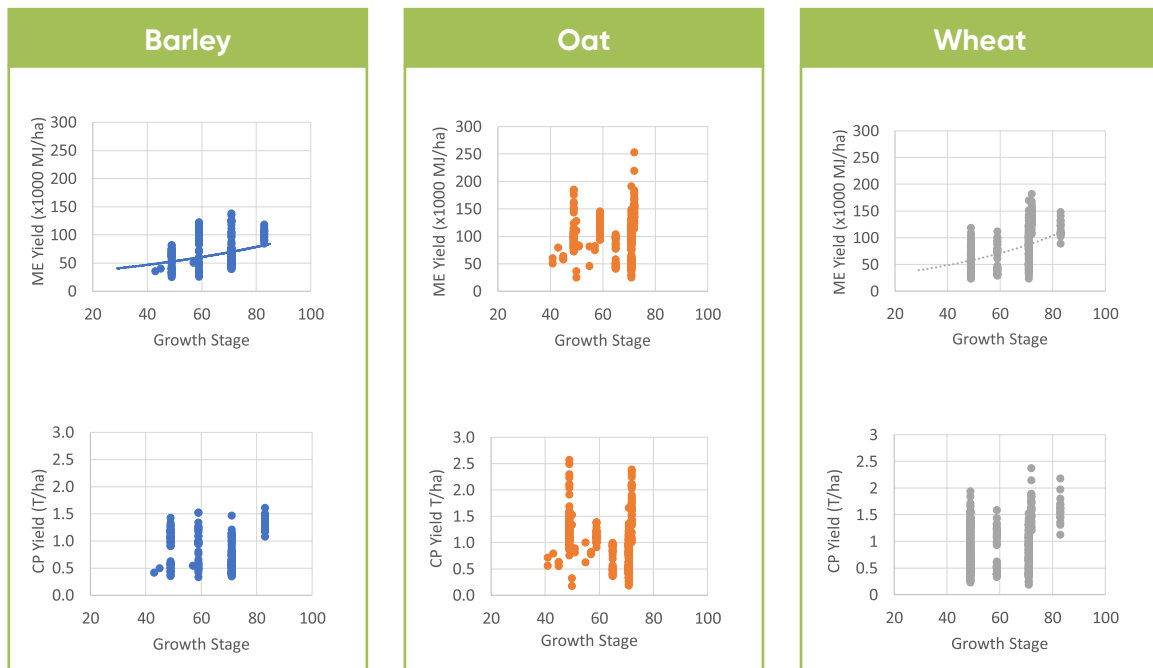 Barley
ME Yield (x1000 MJ/ha)
300
250
200
150
100
50
0
20 40 60 80 100
Growth Stage
CP Yield (T/ha)
3.0
2.5
2.0
1.5
1.0
0.5
0.0
20 40 60 80 100
Growth Stage
Oat
ME Yield (x1000 MJ/ha)
300
250
200
150
100
50
0
20 40 60 80 100
Growth Stage
CP Yield T/ha)
3.0
2.5
2.0
1.5
1.0
0.5
0.0
20 40 60 80 100
Growth Stage
Wheat
ME Yield (x1000 MJ/ha)
300
250
200
150
100
50
0
20 40 60 80 100
Growth Stage
CP Yield (T/ha)
3
2.5
2
1.5
1
0.5
0
20 40 60 80 100
Growth Stage